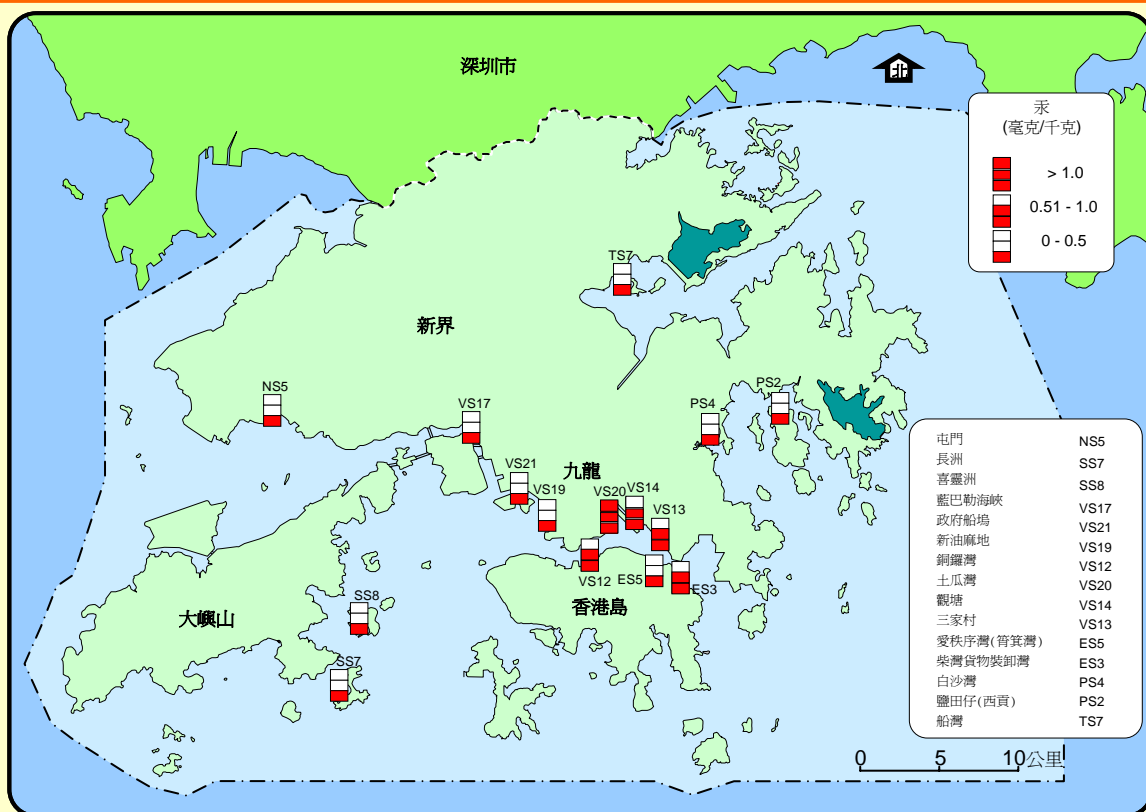 深圳市
北
汞
(毫克/千克)
> 1.0
0.51 - 1.0
0 - 0.5
TS7
新界
NS5
VS17
PS4
PS2
VS21
九龍
VS19
VS20
VS14
VS13
VS12
ES5
ES3
香港島
大嶼山
SS8
SS7
屯門 NS5
長洲 SS7
喜靈洲 SS8
藍巴勒海峽 VS17
政府船塢 VS21
新油麻地 VS19
銅鑼灣 VS12
土瓜灣 VS20
觀塘 VS14
三家村 VS13
愛秩序灣(筲箕灣) ES5
柴灣貨物裝卸灣 ES3
白沙灣 PS4
鹽田仔(西貢) PS2
船灣 TS7
0 5 10公里